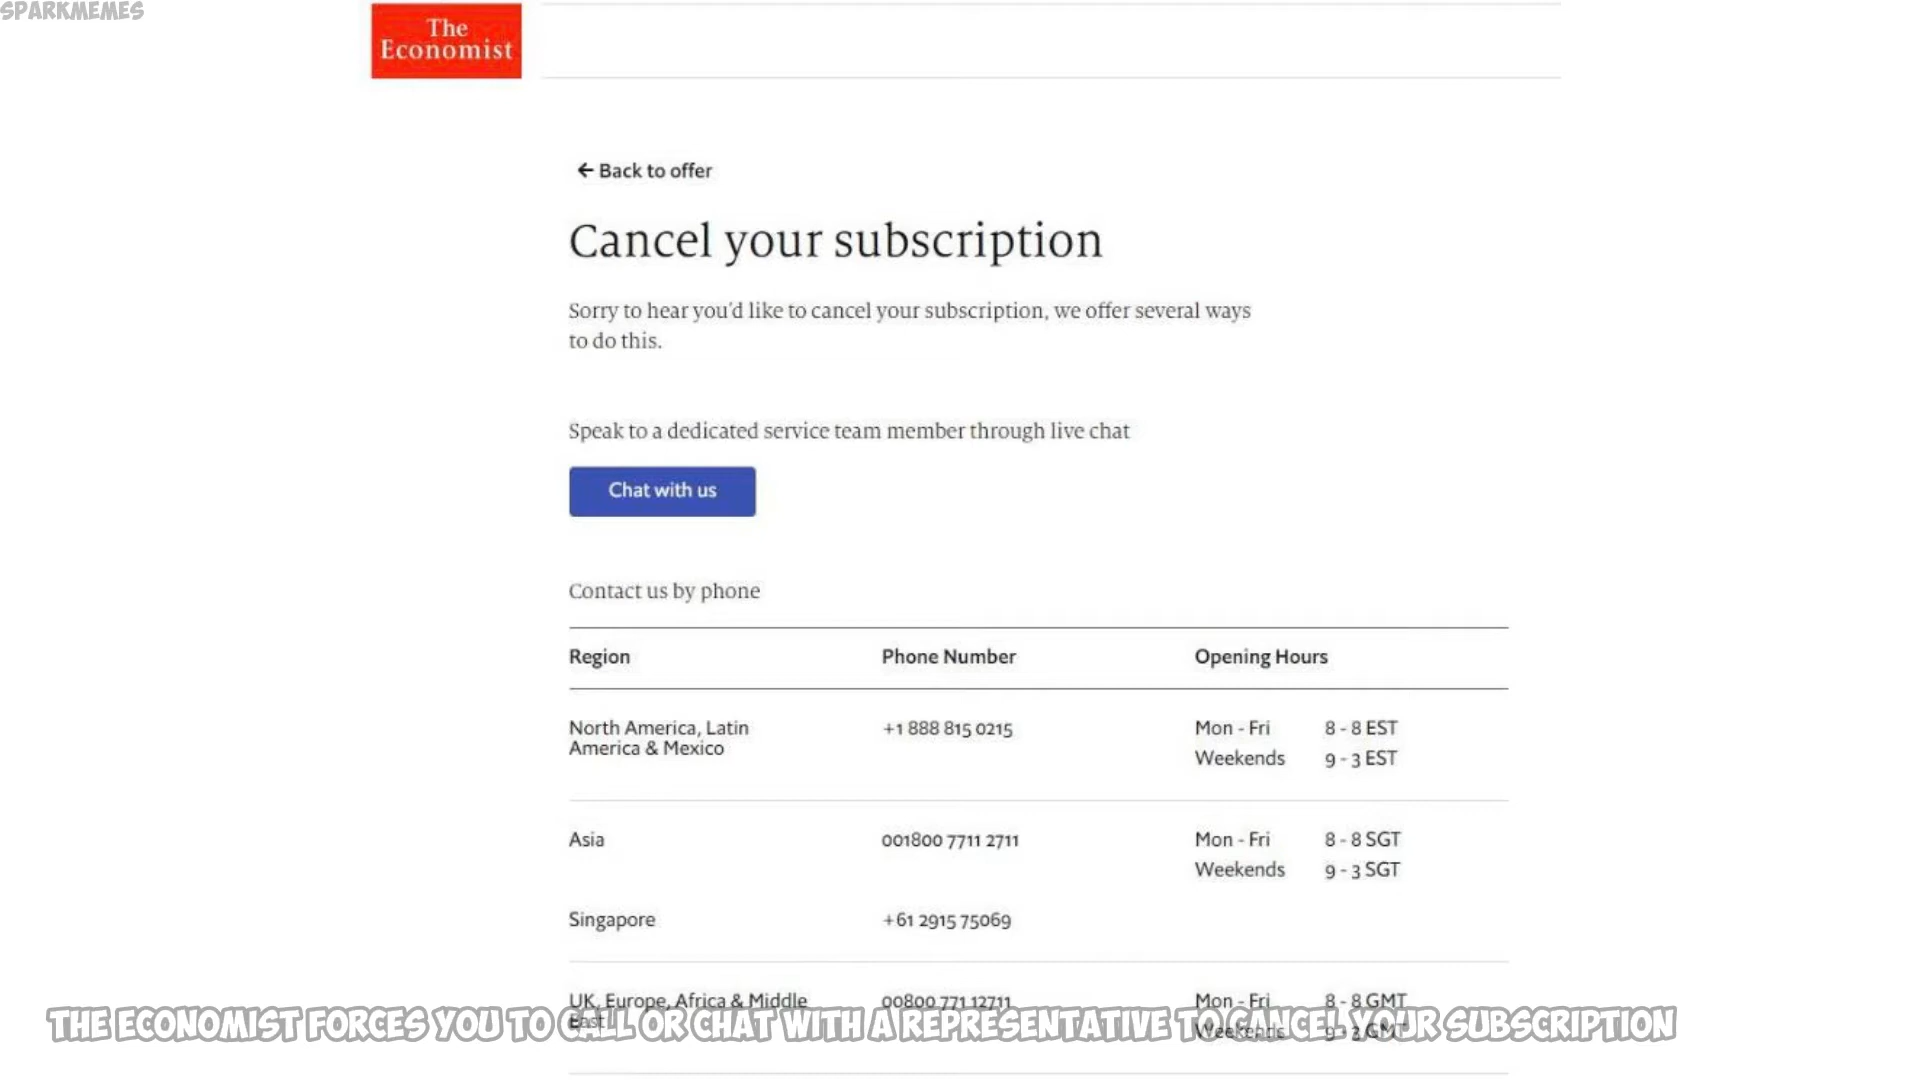 SPARKMEMES
The
Economist
← Back to offer
Cancel your subscription
Sorry to hear you'd like to cancel your subscription, we offer several ways
to do this.
Speak to a dedicated service team member through live chat
Chat with us
Contact us by phone
Region Phone Number Opening Hours
North America, Latin +1 888 815 0215 Mon - Fri 8 - 8 EST
America & Mexico
Weekends 9 - 3 EST
Asia 001800 7711 2711 Mon - Fri 8 - 8 SGT
Weekends 9 - 3 SGT
Singapore +61 2915 75069
UK, Europe, Africa & Middle 00800 771 12711 Mon - Fri 8 - 8 GMT
East
Weekends 9 - 3 GMT
THE ECONOMIST FORCES YOU TO CALL OR CHAT WITH A REPRESENTATIVE TO CANCEL YOUR SUBSCRIPTION